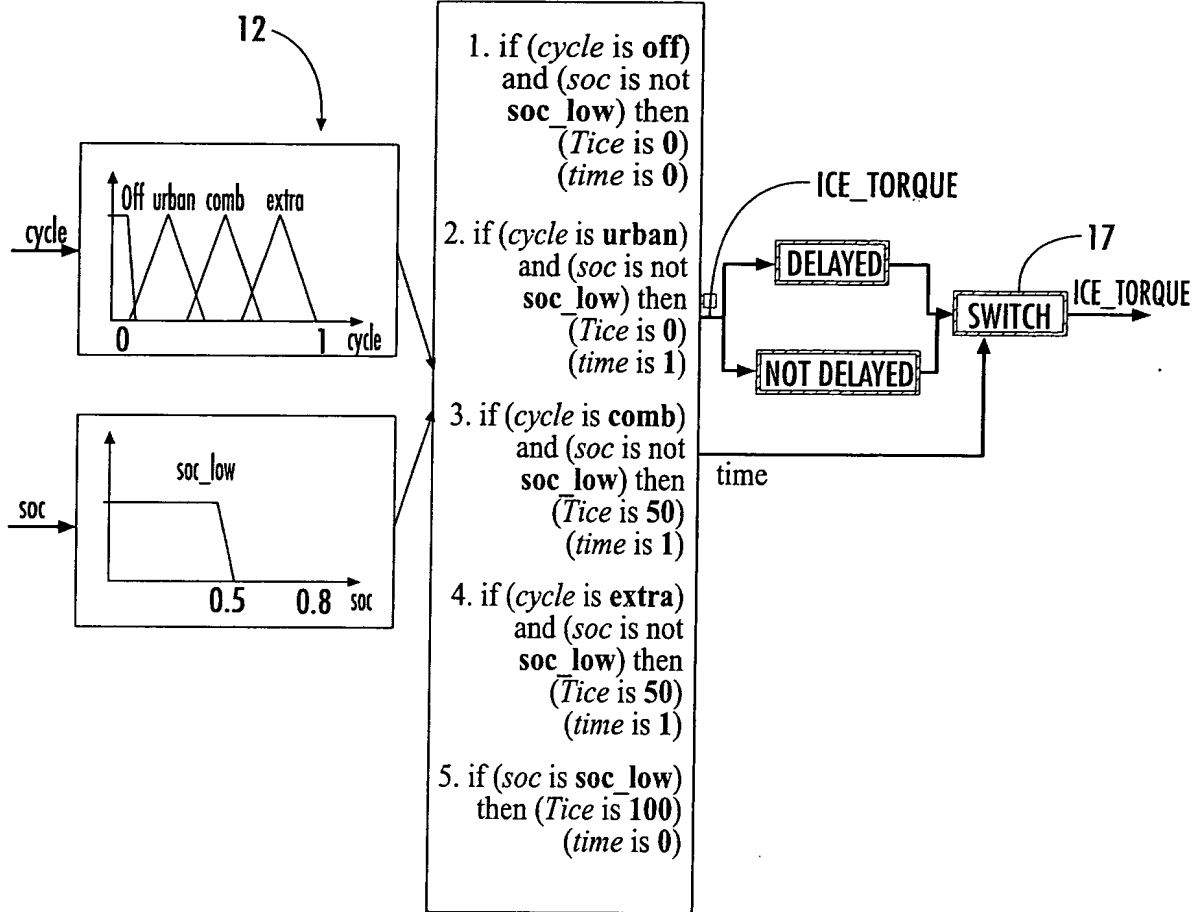 12
Off urban comb extra
cycle
0 1 cycle
soc_low
soc
0.5 0.8 soc
1. if (cycle is off)
and (soc is not
soc_low) then
(Tice is 0)
(time is 0)
2. if (cycle is urban)
and (soc is not
soc_low) then
(Tice is 0)
(time is 1)
3. if (cycle is comb)
and (soc is not
soc_low) then
(Tice is 50)
(time is 1)
4. if (cycle is extra)
and (soc is not
soc_low) then
(Tice is 50)
(time is 1)
5. if (soc is soc_low)
then (Tice is 100)
(time is 0)
ICE_TORQUE
DELAYED
NOT DELAYED
time
17
SWITCH
ICE_TORQUE